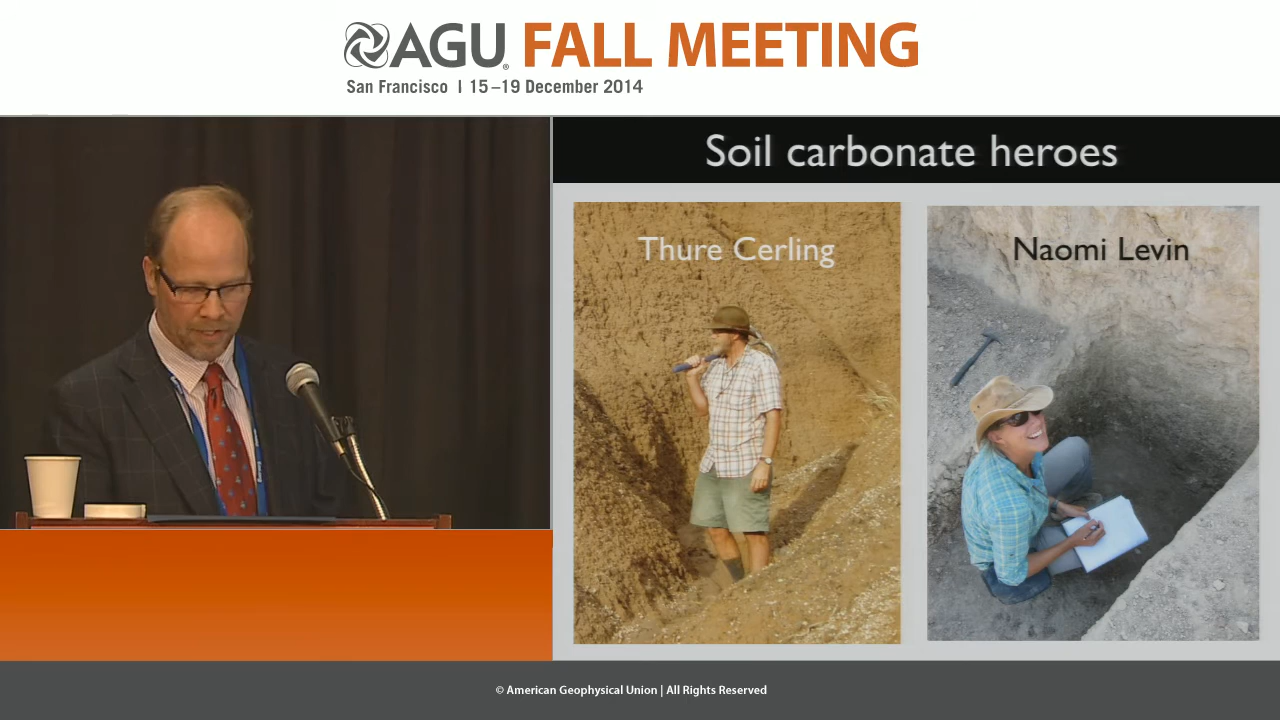 AGU® FALL MEETING
San Francisco | 15–19 December 2014
Soil carbonate heroes
Thure Cerling
Naomi Levin
© American Geophysical Union | All Rights Reserved